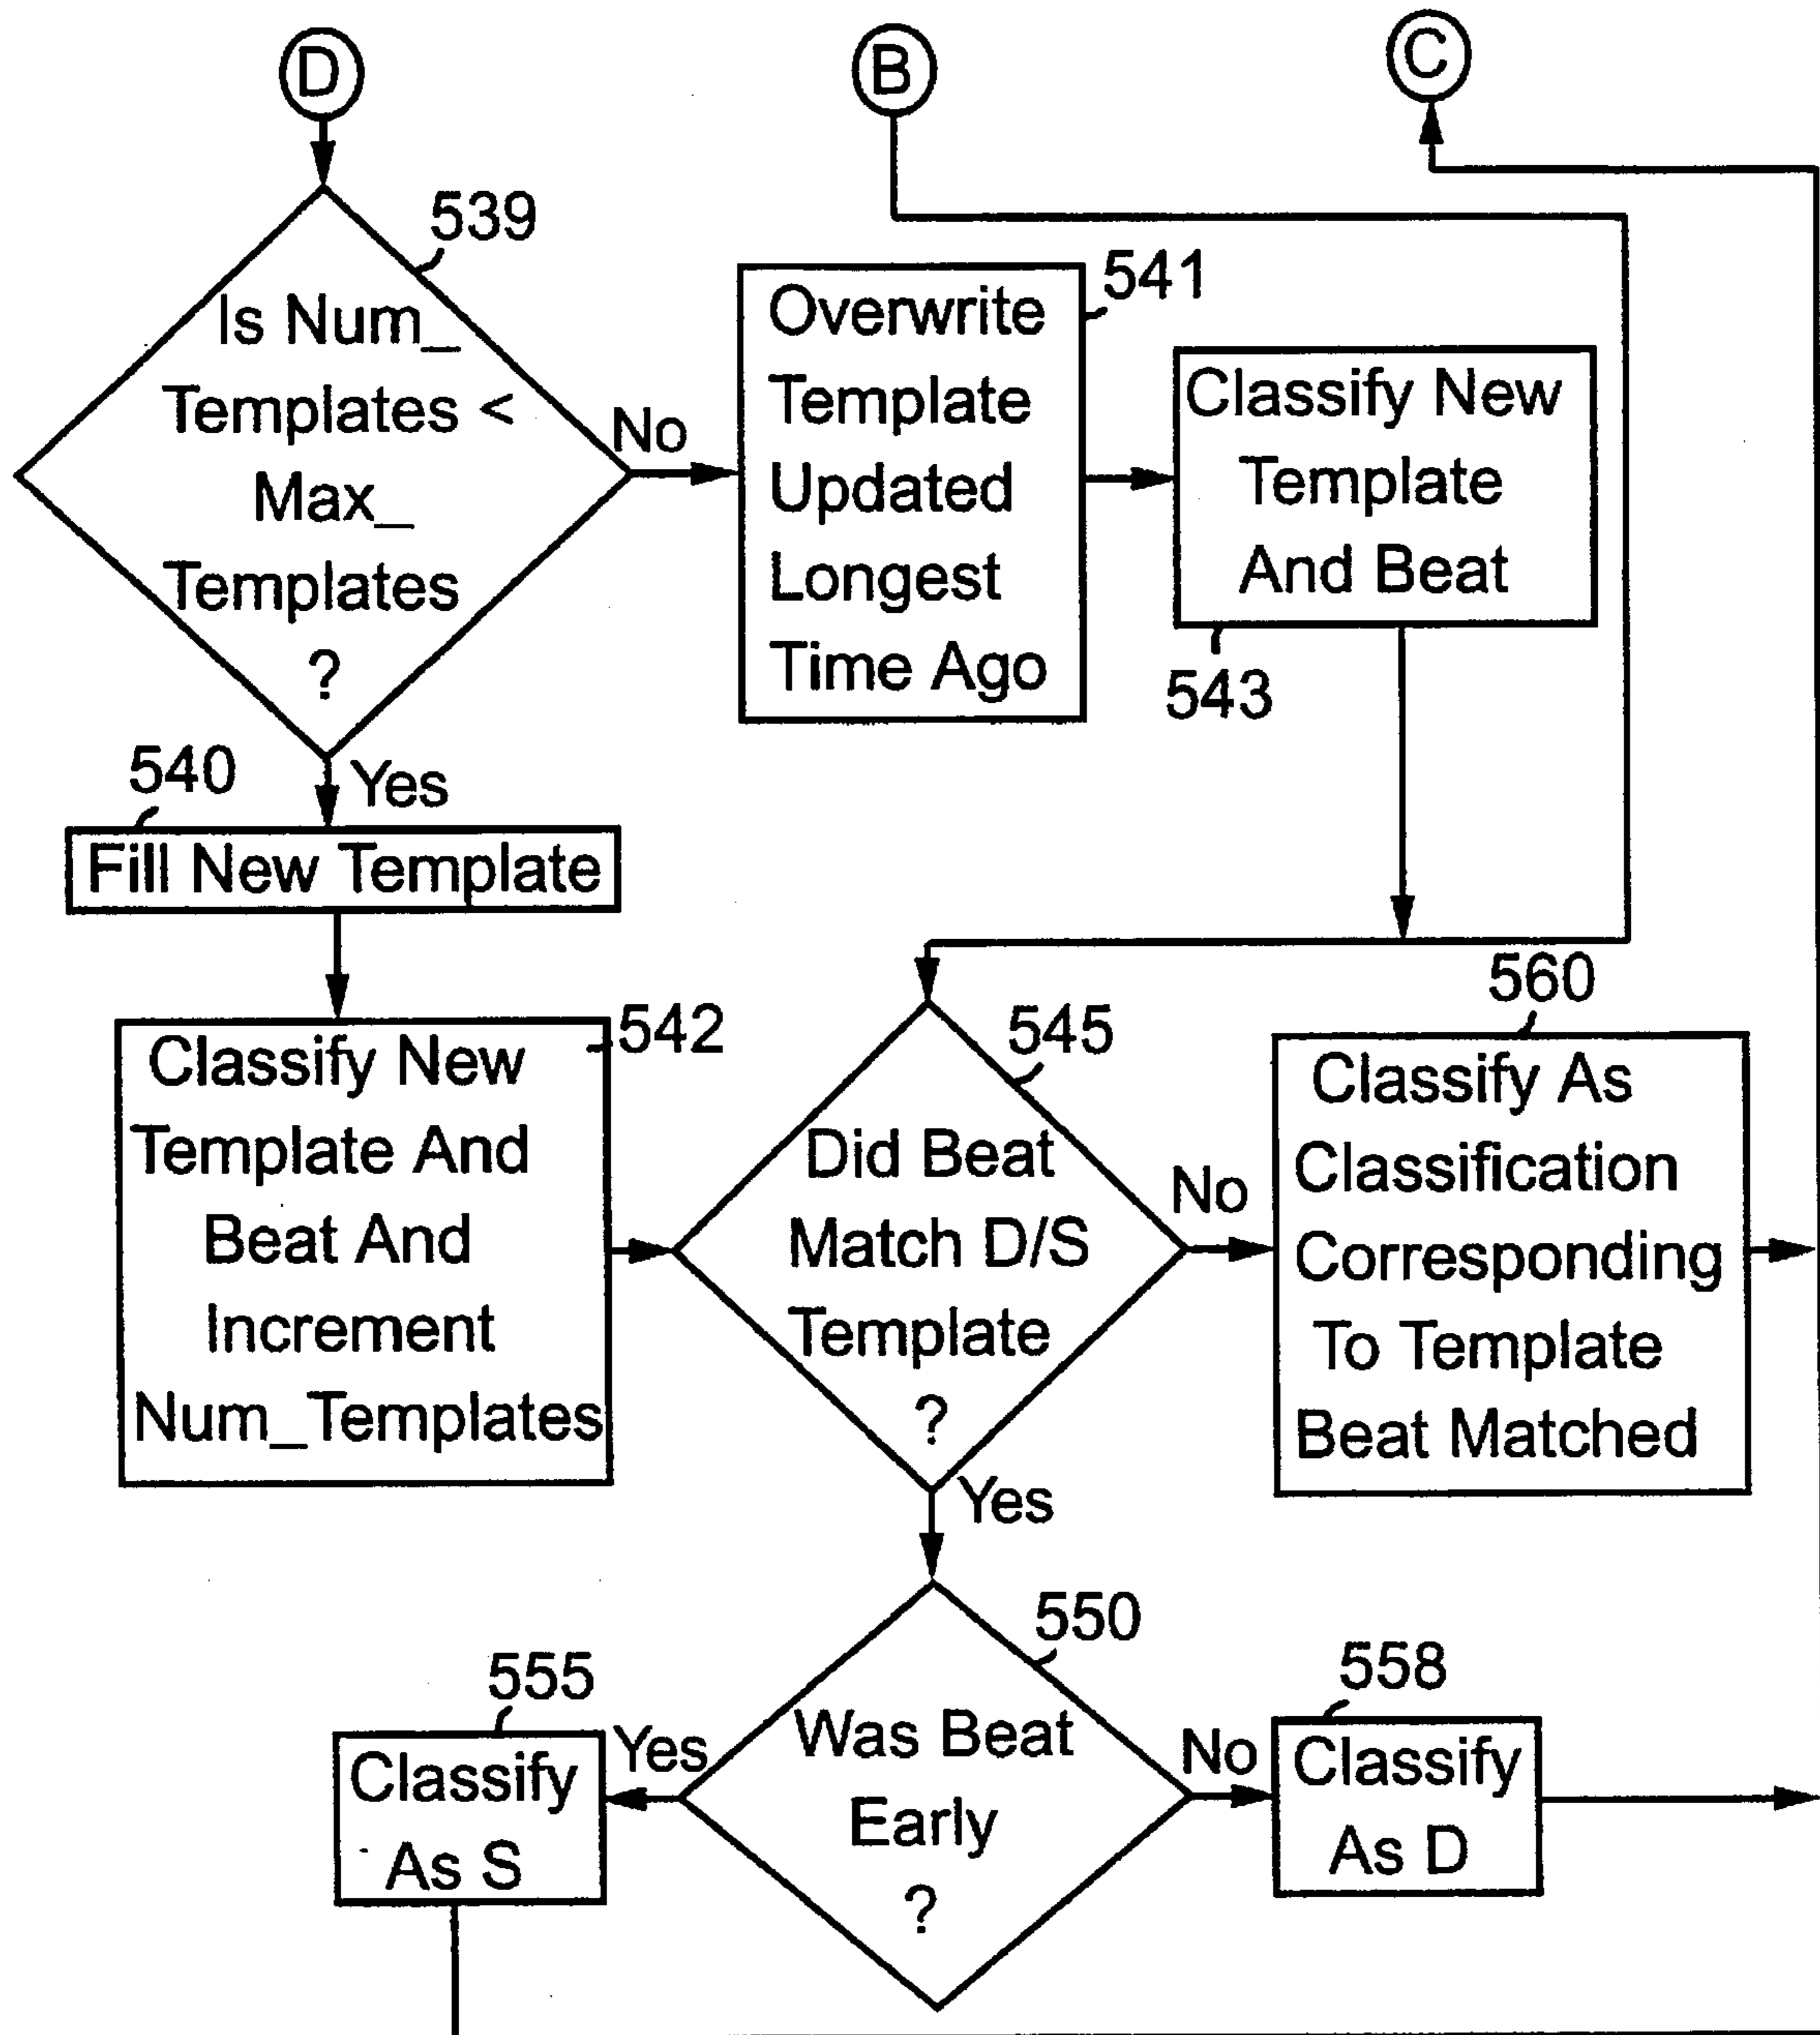 D
B
C
539
Is Num_
Templates <
Max_
Templates
?
No
Yes
541
Overwrite
Template
Updated
Longest
Time Ago
Classify New
Template
And Beat
543
540
Fill New Template
542
Classify New
Template And
Beat And
Increment
Num_Templates
545
Did Beat
Match D/S
Template
?
No
Yes
560
Classify As
Classification
Corresponding
To Template
Beat Matched
550
Was Beat
Early
?
Yes
No
555
Classify
As S
558
Classify
As D